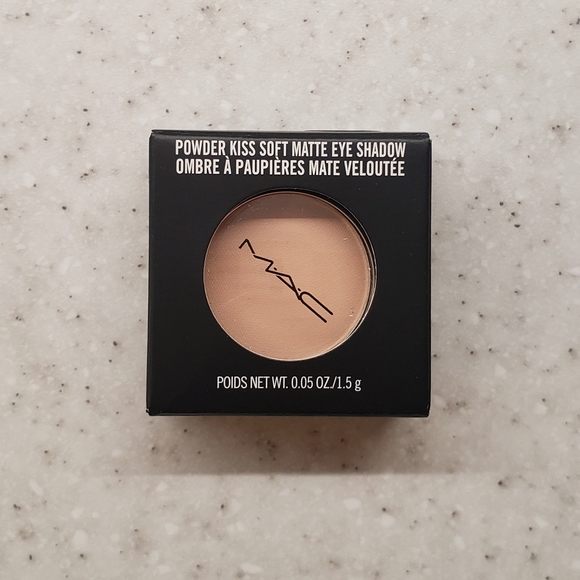 POWDER KISS SOFT MATTE EYE SHADOW
OMBRE À PAUPIÈRES MATE VELOUTÉE
M·A·C
POIDS NET WT. 0.05 OZ./1.5 g